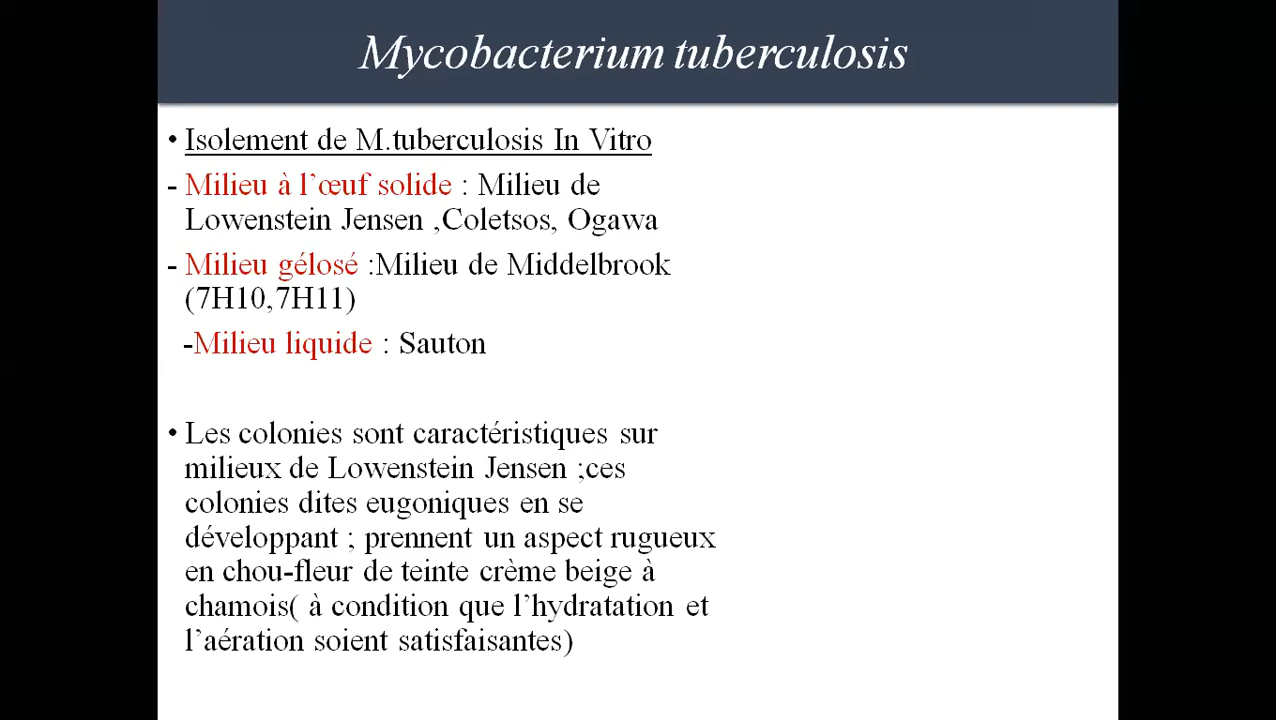 Mycobacterium tuberculosis
• Isolement de M.tuberculosis In Vitro
- Milieu à l’œuf solide : Milieu de
Lowenstein Jensen ,Coletsos, Ogawa
- Milieu gélosé :Milieu de Middelbrook
(7H10,7H11)
-Milieu liquide : Sauton
• Les colonies sont caractéristiques sur
milieux de Lowenstein Jensen ;ces
colonies dites eugoniques en se
développant ; prennent un aspect rugueux
en chou-fleur de teinte crème beige à
chamois( à condition que l’hydratation et
l’aération soient satisfaisantes)